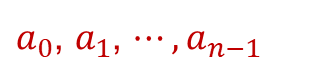 a₀, a₁, ⋯, aₙ₋₁